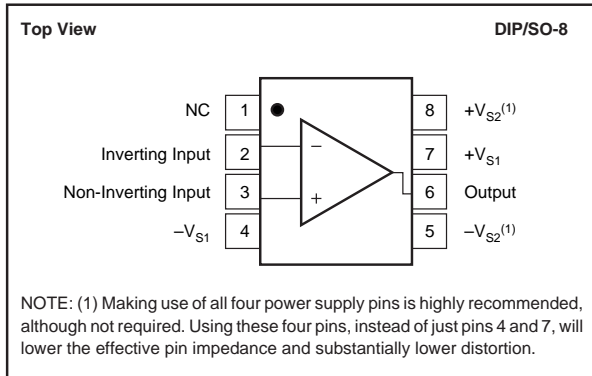 Top View DIP/SO-8
NC 1 8 +VS2(1)
Inverting Input 2 – 7 +VS1
Non-Inverting Input 3 + 6 Output
–VS1 4 5 –VS2(1)
NOTE: (1) Making use of all four power supply pins is highly recommended,
although not required. Using these four pins, instead of just pins 4 and 7, will
lower the effective pin impedance and substantially lower distortion.